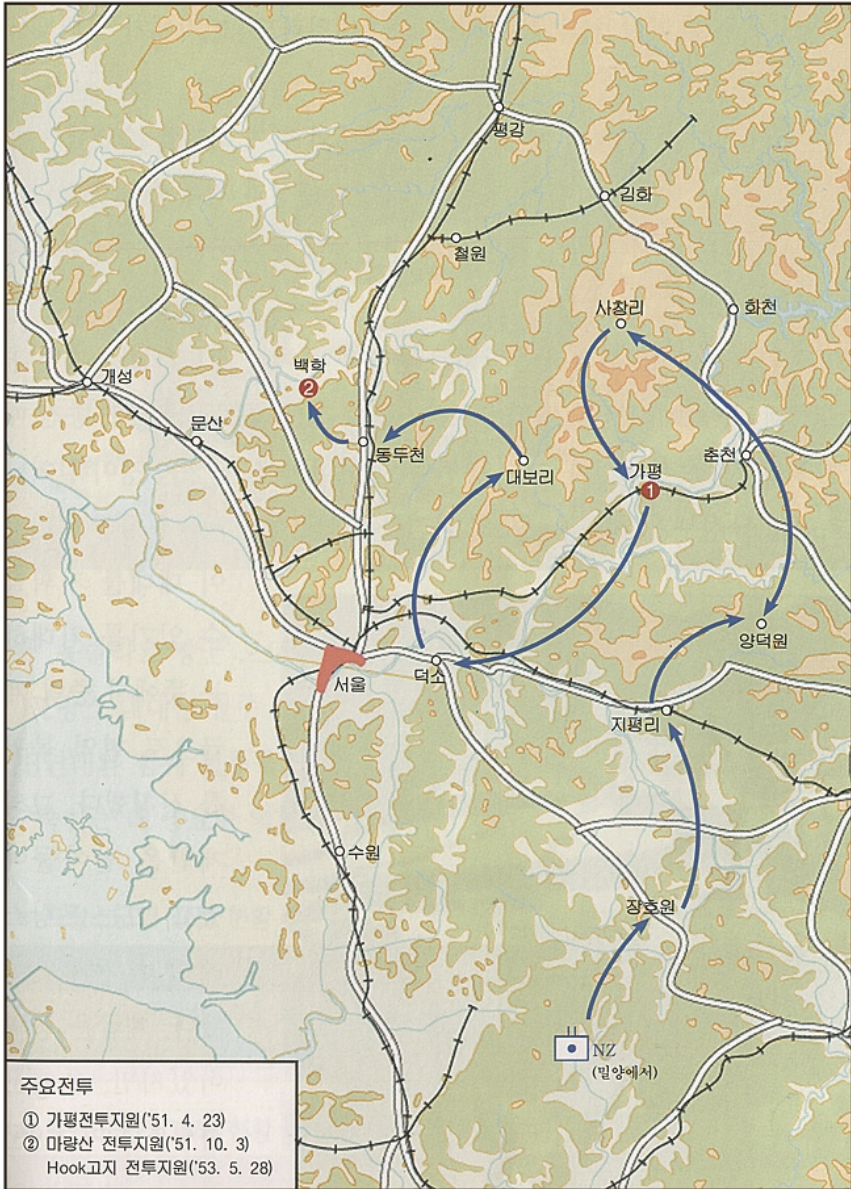 평강
김화
철원
사창리
화천
백학
②
개성
문산
동두천
대보리
가평
①
춘천
양덕원
서울
덕소
지평리
수원
장호원
NZ
(밀양에서)
주요전투
① 가평전투지원('51. 4. 23)
② 마량산 전투지원('51. 10. 3)
Hook고지 전투지원('53. 5. 28)